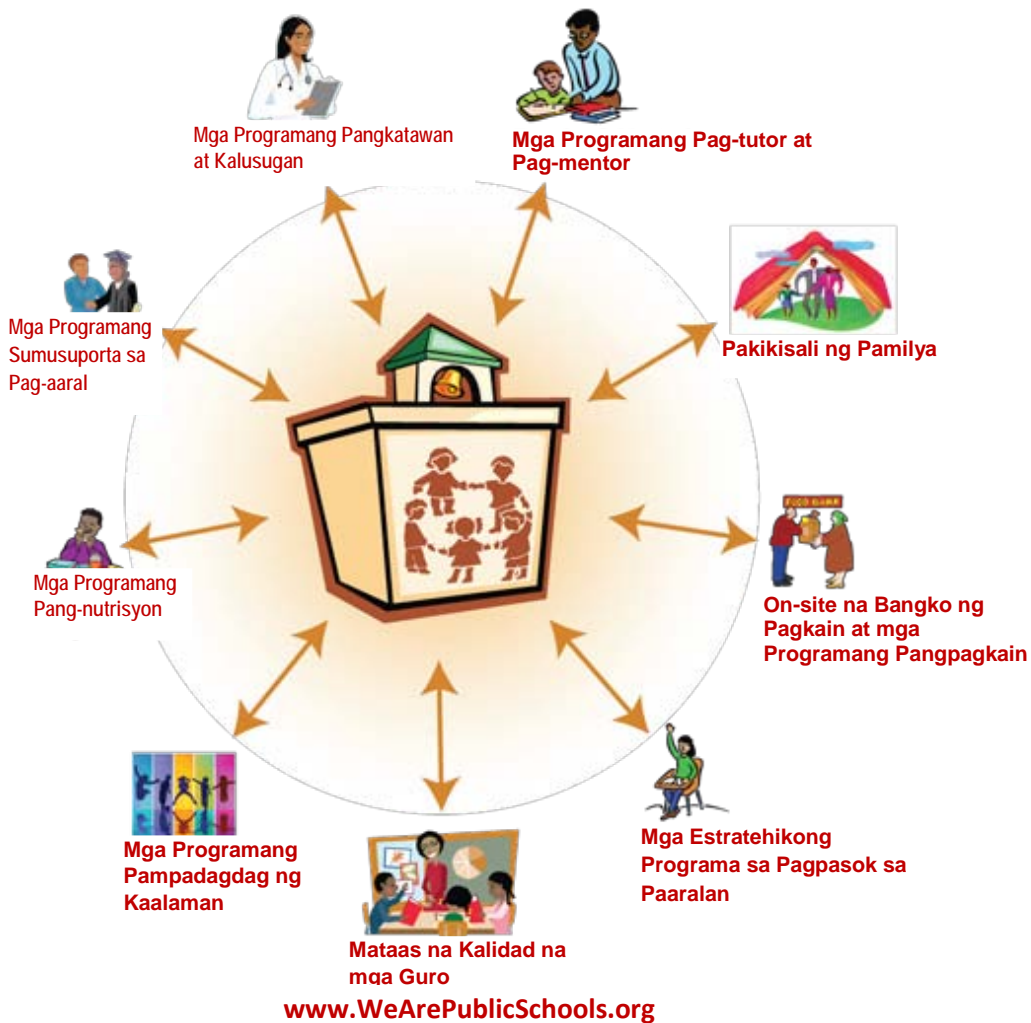 Mga Programang Pangkatawan
at Kalusugan
Mga Programang Pag-tutor at
Pag-mentor
Pakikisali ng Pamilya
Mga Programang
Sumusuporta sa
Pag-aaral
FOOD BANK
On-site na Bangko ng
Pagkain at mga
Programang Pangpagkain
Mga Programang
Pang-nutrisyon
Mga Estratehikong
Programa sa Pagpasok sa
Paaralan
Mga Programang
Pampadagdag ng
Kaalaman
Mataas na Kalidad na
mga Guro
www.WeArePublicSchools.org